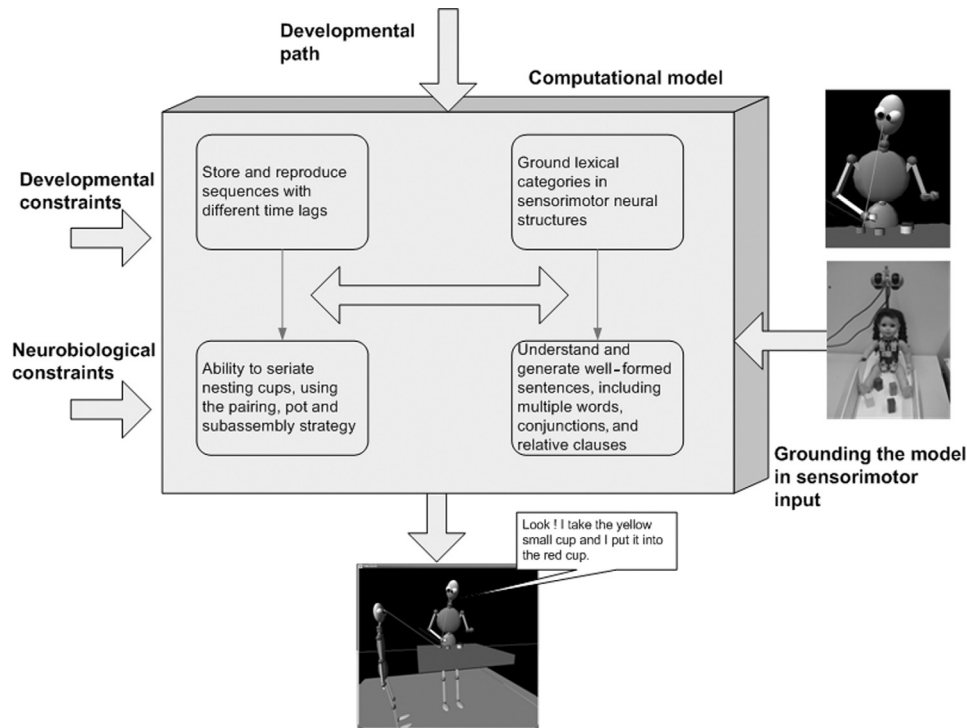 Developmental
path
Computational model
Developmental
constraints
Store and reproduce
sequences with
different time lags
Ground lexical
categories in
sensorimotor neural
structures
Neurobiological
constraints
Ability to seriate
nesting cups, using
the pairing, pot and
subassembly strategy
Understand and
generate well-formed
sentences, including
multiple words,
conjunctions, and
relative clauses
Grounding the model
in sensorimotor
input
Look ! I take the yellow
small cup and I put it into
the red cup.